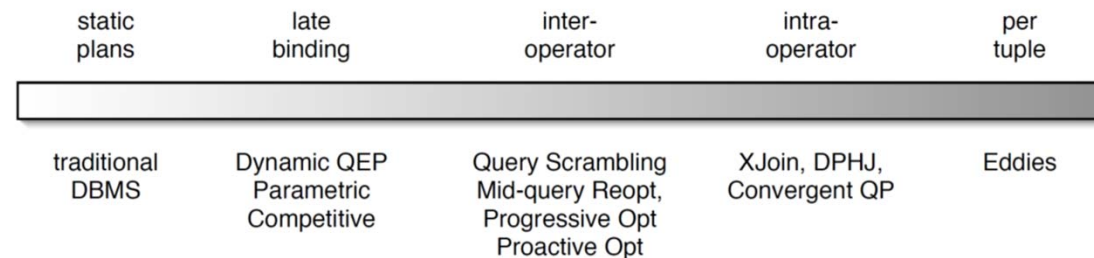 static
plans
late
binding
inter-
operator
intra-
operator
per
tuple
traditional
DBMS
Dynamic QEP
Parametric
Competitive
Query Scrambling
Mid-query Reopt,
Progressive Opt
Proactive Opt
XJoin, DPHJ,
Convergent QP
Eddies